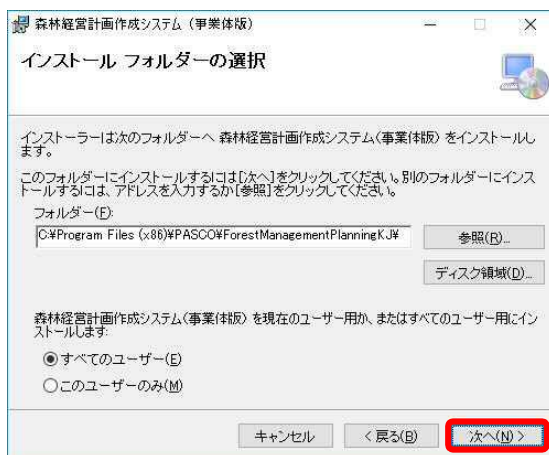 森林経営計画作成システム（事業体版）
インストール フォルダーの選択
インストーラーは次のフォルダーへ 森林経営計画作成システム(事業体版) をインストールし
ます。
このフォルダーにインストールするには[次へ]をクリックしてください。別のフォルダーにインス
トールするには、アドレスを入力するか[参照]をクリックしてください。
フォルダー(F):
C:¥Program Files (x86)¥PASCO¥ForestManagementPlanningKJ¥
参照(R)...
ディスク領域(D)...
森林経営計画作成システム(事業体版) を現在のユーザー用か、またはすべてのユーザー用にイン
ストールします:
すべてのユーザー(E)
このユーザーのみ(M)
キャンセル
< 戻る(B)
次へ(N) >